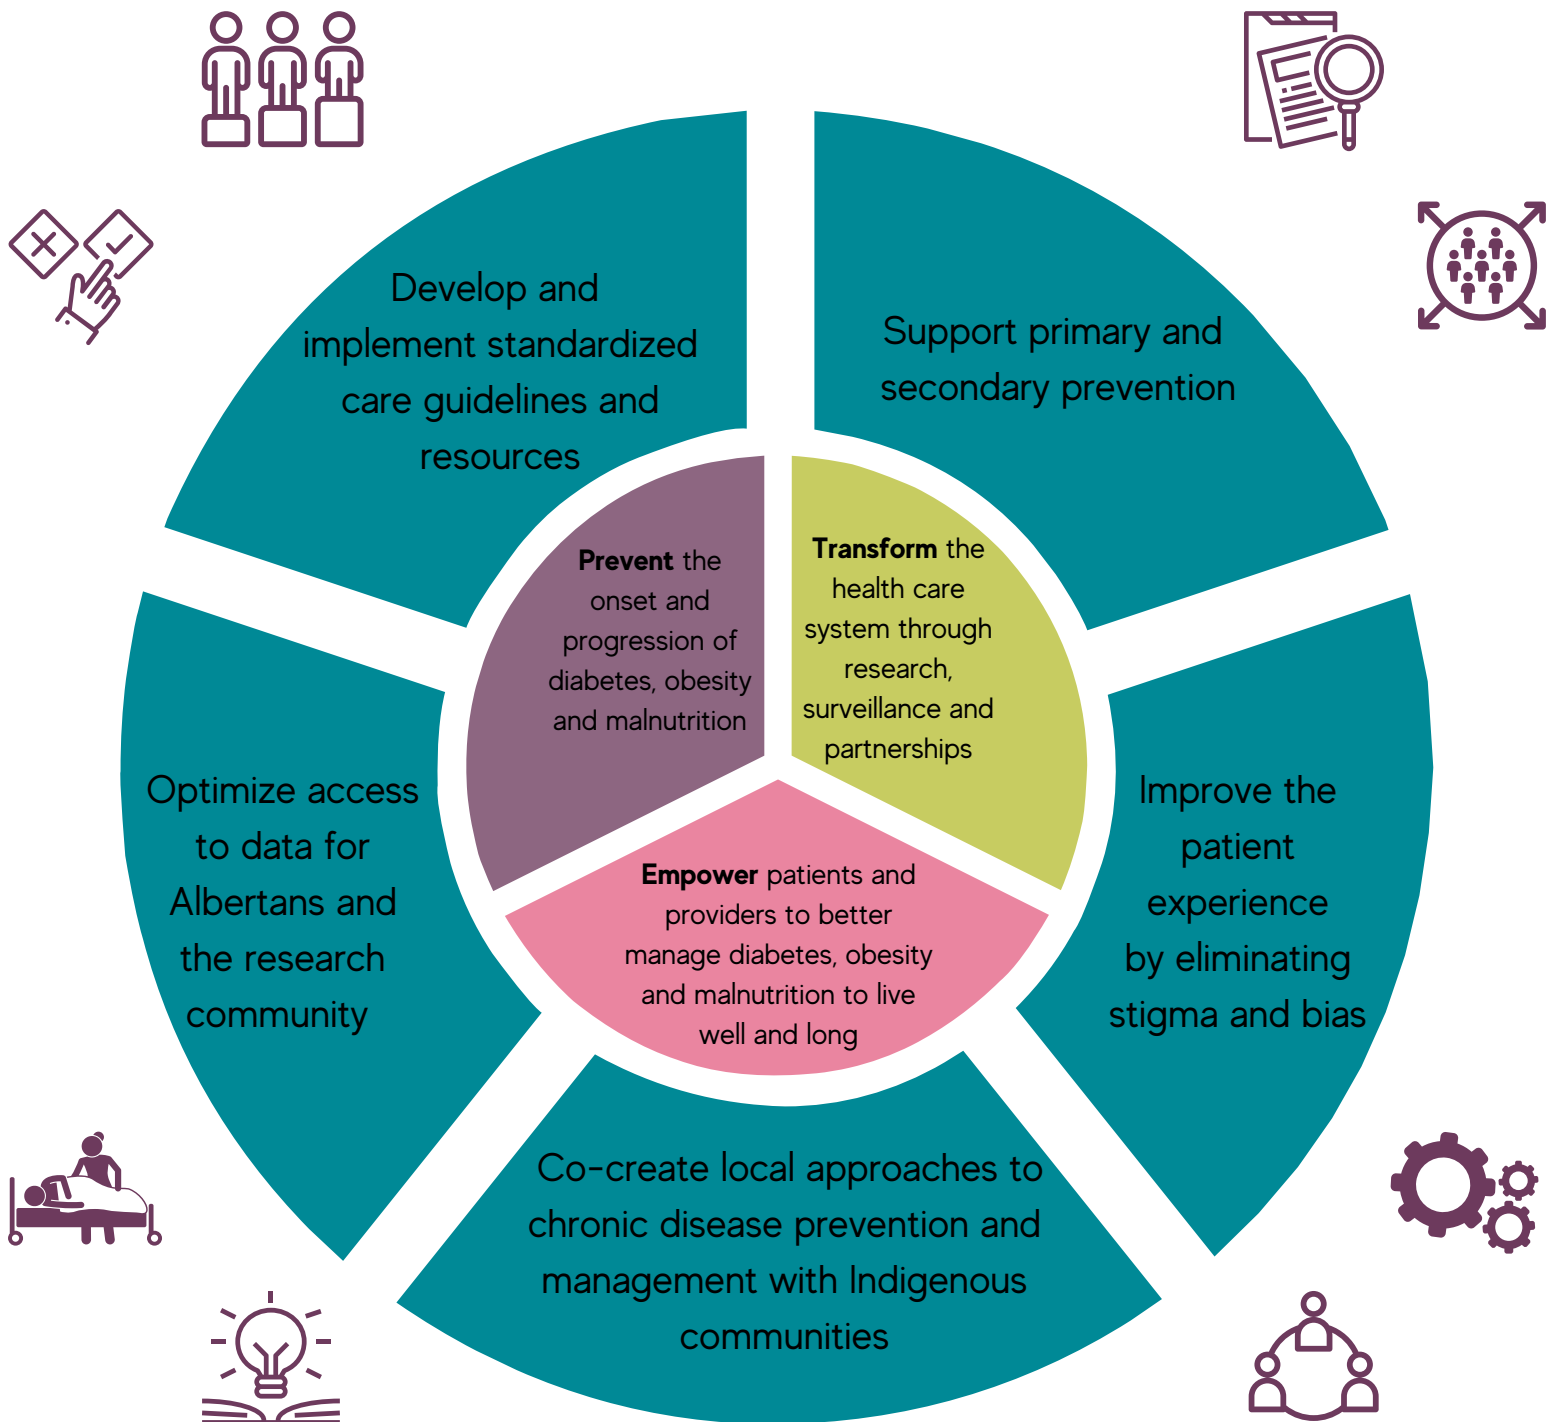 Develop and
implement standardized
care guidelines and
resources
Support primary and
secondary prevention
Prevent the
onset and
progression of
diabetes, obesity
and malnutrition
Transform the
health care
system through
research,
surveillance and
partnerships
Optimize access
to data for
Albertans and
the research
community
Empower patients and
providers to better
manage diabetes, obesity
and malnutrition to live
well and long
Improve the
patient
experience
by eliminating
stigma and bias
Co-create local approaches to
chronic disease prevention and
management with Indigenous
communities